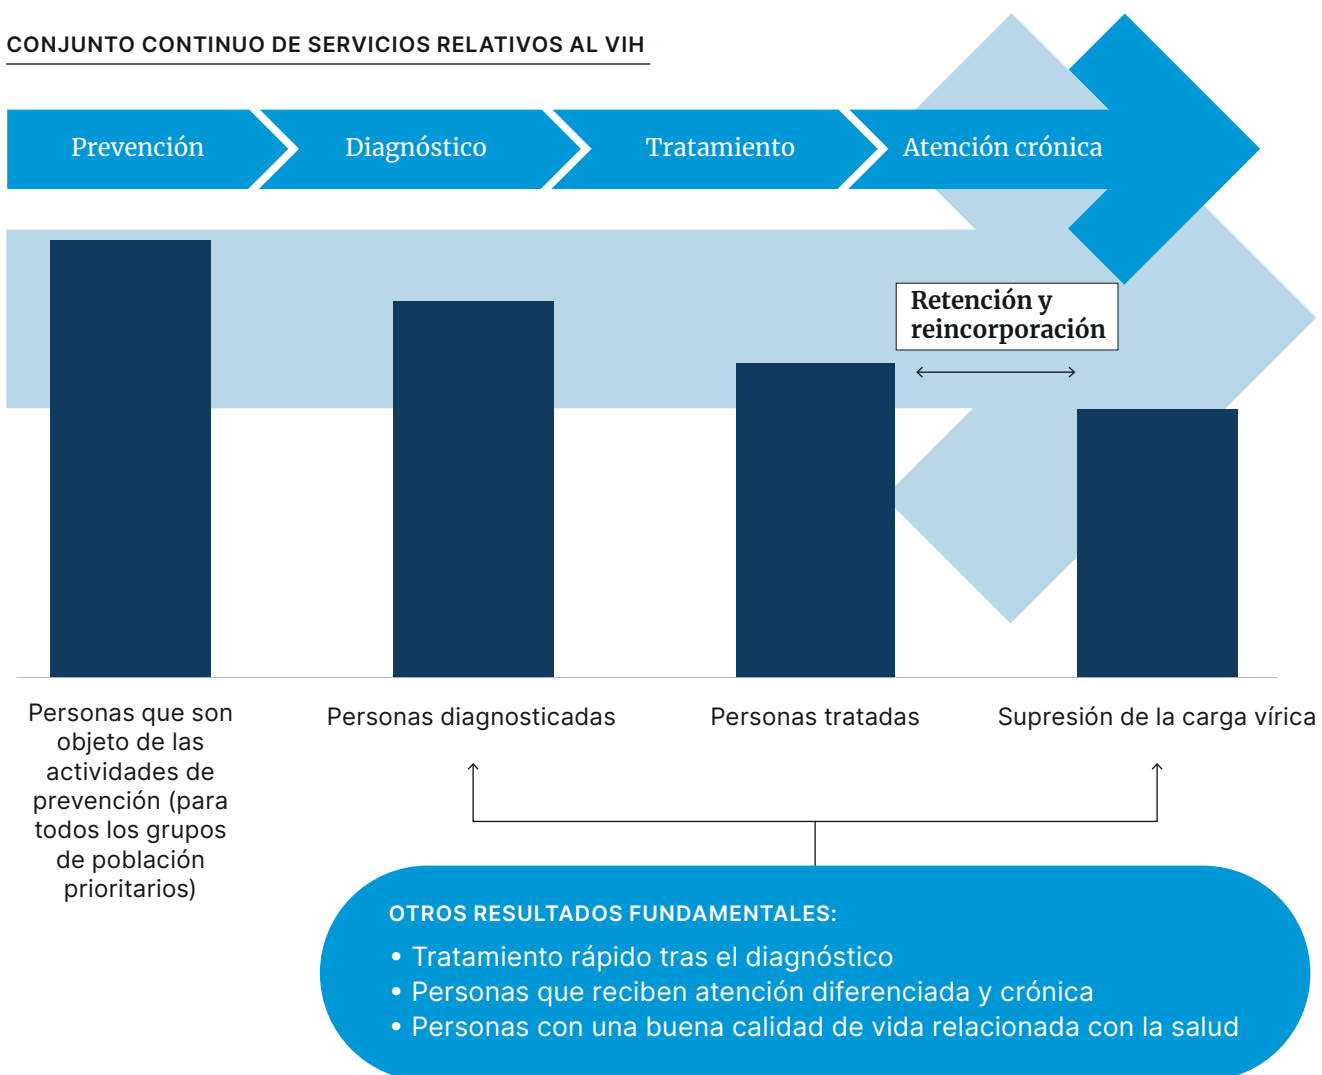 CONJUNTO CONTINUO DE SERVICIOS RELATIVOS AL VIH
Prevención
Diagnóstico
Tratamiento
Atención crónica
Retención y
reincorporación
Personas que son
objeto de las
actividades de
prevención (para
todos los grupos
de población
prioritarios)
Personas diagnosticadas
Personas tratadas
Supresión de la carga vírica
OTROS RESULTADOS FUNDAMENTALES:
• Tratamiento rápido tras el diagnóstico
• Personas que reciben atención diferenciada y crónica
• Personas con una buena calidad de vida relacionada con la salud